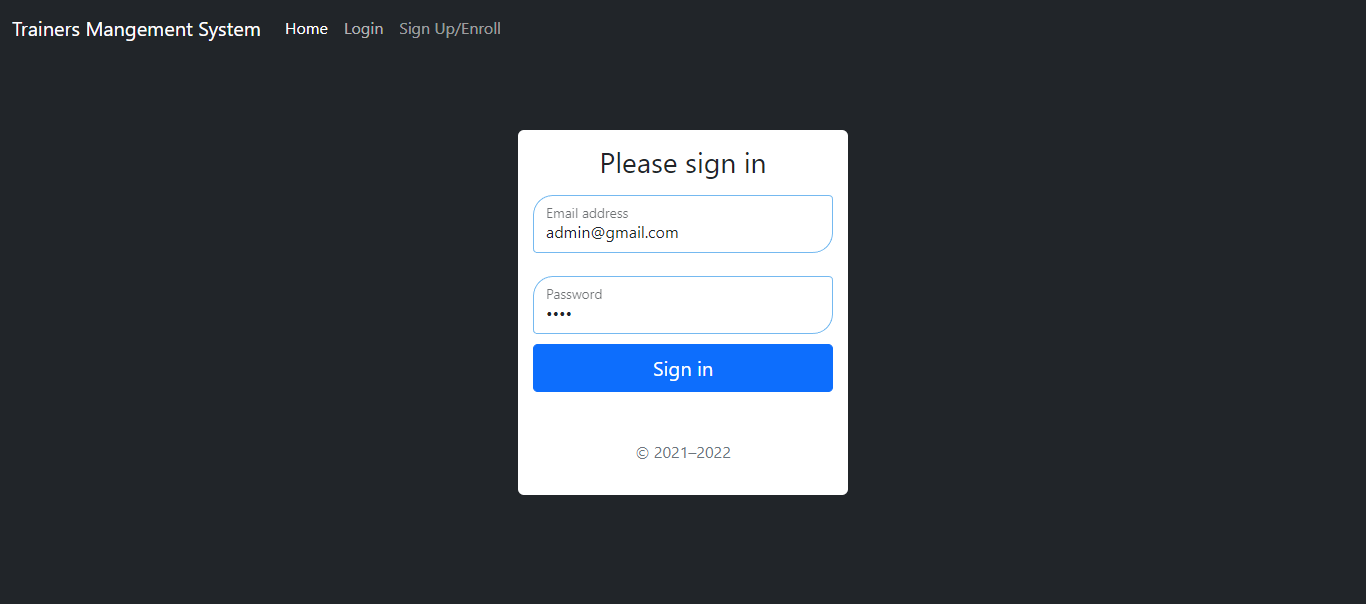 Trainers Mangement System Home Login Sign Up/Enroll
Please sign in
Email address
admin@gmail.com
Password
••••
Sign in
© 2021–2022